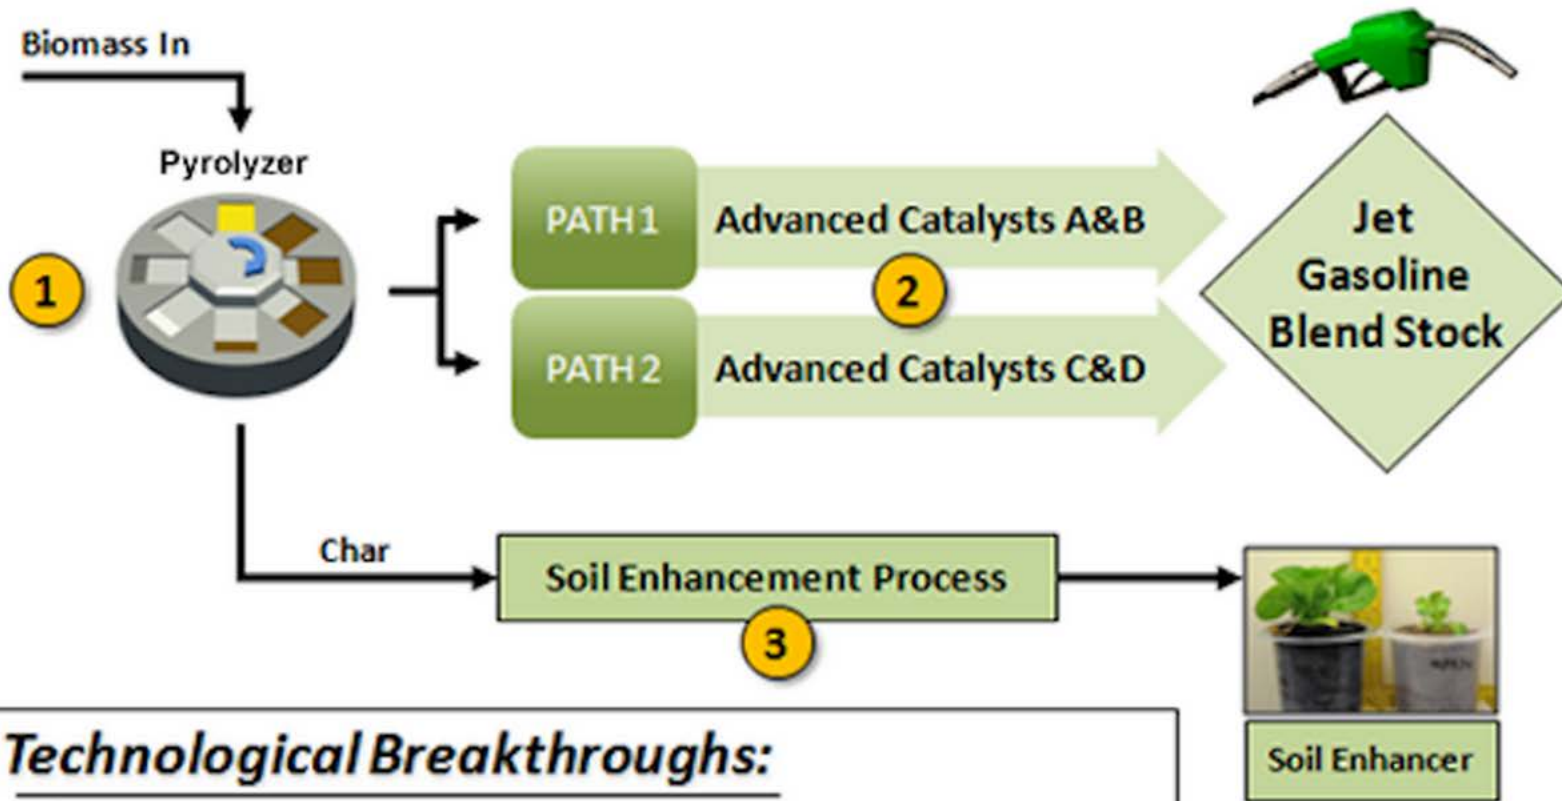 Biomass In
Pyrolyzer
1
PATH 1
Advanced Catalysts A&B
2
PATH 2
Advanced Catalysts C&D
Jet
Gasoline
Blend Stock
Char
Soil Enhancement Process
3
Soil Enhancer
Technological Breakthroughs: